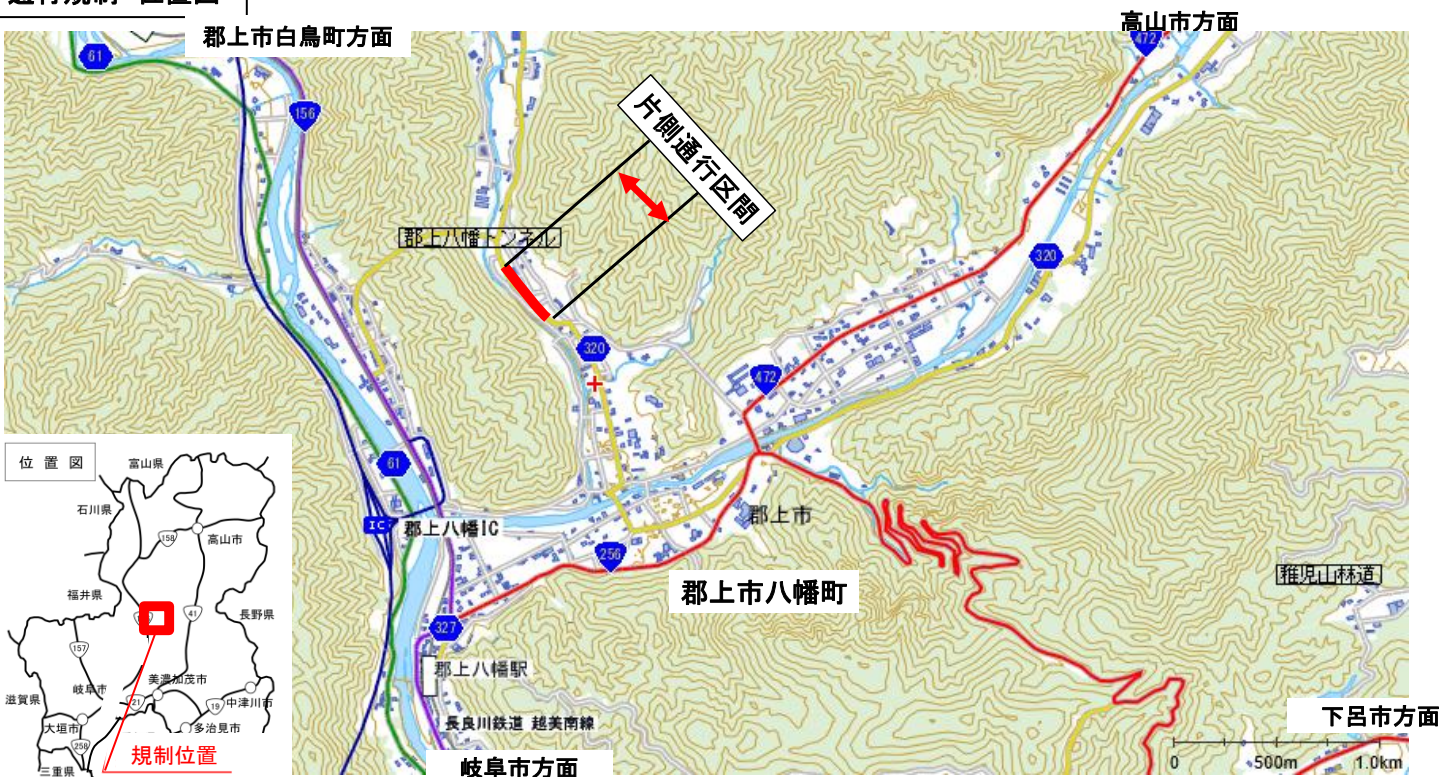 郡上市白鳥町方面
高山市方面
61
156
472
片側通行区間
郡上八幡トンネル
320
320
472
61
IC
郡上八幡IC
郡上市
256
郡上市八幡町
稚児山林道
327
郡上八幡駅
長良川鉄道 越美南線
岐阜市方面
下呂市方面
0 500m 1.0km
位置図
富山県
石川県
158
高山市
福井県
41
長野県
157
岐阜市
美濃加茂市
滋賀県
21
19
中津川市
大垣市
多治見市
258
規制位置
三重県